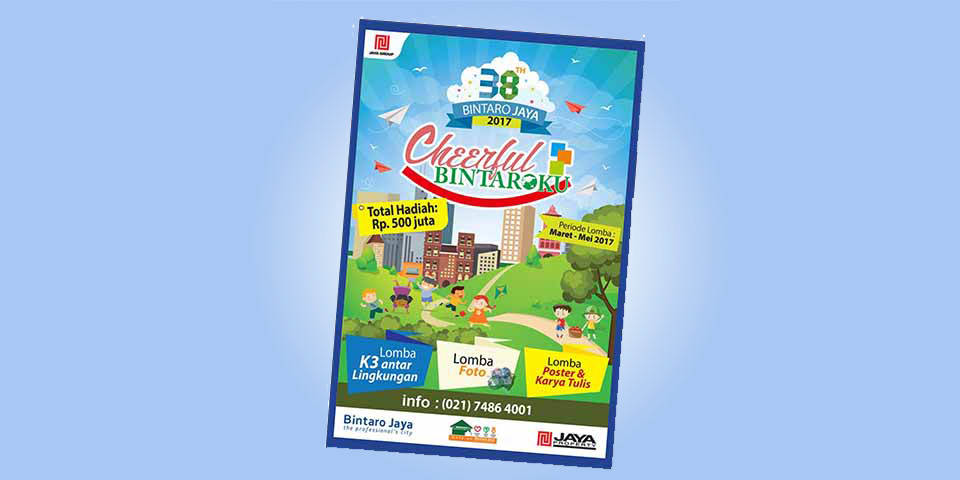 JAYA GROUP
38TH
BINTARO JAYA
2017
Cheerful
BINTAROKU
Total Hadiah:
Rp. 500 juta
Periode Lomba :
Maret - Mei 2017
Lomba
K3 antar
Lingkungan
Lomba
Foto
Lomba
Poster &
Karya Tulis
info : (021) 7486 4001
Bintaro Jaya
the professional's city
JAYA
PROPERTY